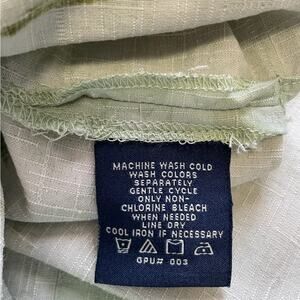 MACHINE WASH COLD
WASH COLORS
SEPARATELY
GENTLE CYCLE
ONLY NON-
CHLORINE BLEACH
WHEN NEEDED
LINE DRY
COOL IRON IF NECESSARY
GPU# 003